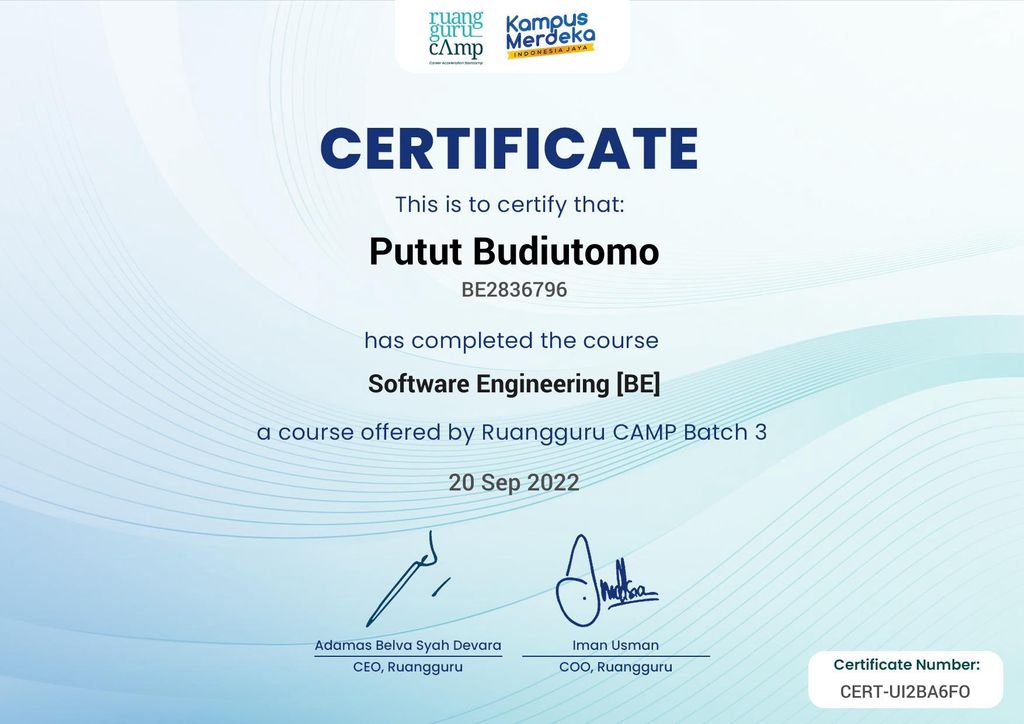 ruang
guru
cΛmp
Career Acceleration Bootcamp
Kampus
Merdeka
INDONESIA JAYA
CERTIFICATE
This is to certify that:
Putut Budiutomo
BE2836796
has completed the course
Software Engineering [BE]
a course offered by Ruangguru CAMP Batch 3
20 Sep 2022
Adamas Belva Syah Devara
CEO, Ruangguru
Iman Usman
COO, Ruangguru
Certificate Number:
CERT-UI2BA6FO